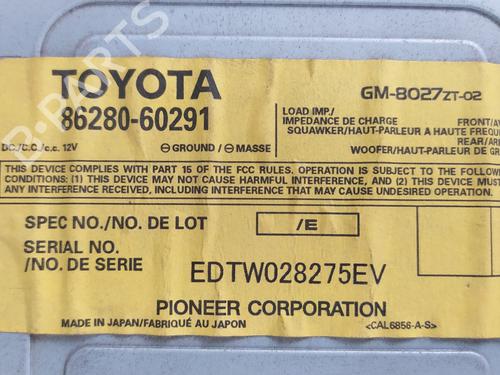 TOYOTA
86280-60291
GM-8027ZT-02
DC./C.C./c.c. 12V
⊖ GROUND / ⊖ MASSE
LOAD IMP./
IMPEDANCE DE CHARGE
FRONT/AV
SQUAWKER/HAUT-PARLEUR A HAUTE FREQUE
REAR/AR
WOOFER/HAUT-PARLEUR DE GR
THIS DEVICE COMPLIES WITH PART 15 OF THE FCC RULES. OPERATION IS SUBJECT TO THE FOLLOW
CONDITIONS: (1) THIS DEVICE MAY NOT CAUSE HARMFUL INTERFERENCE, AND (2) THIS DEVICE MUST
ANY INTERFERENCE RECEIVED, INCLUDING INTERFERENCE THAT MAY CAUSE UNDESIRED OPERATION.
SPEC NO./NO. DE LOT
/E
SERIAL NO.
/NO. DE SERIE
EDTW028275EV
PIONEER CORPORATION
MADE IN JAPAN/FABRIQUÉ AU JAPON
<CAL6856-A-S>
B-PARTS